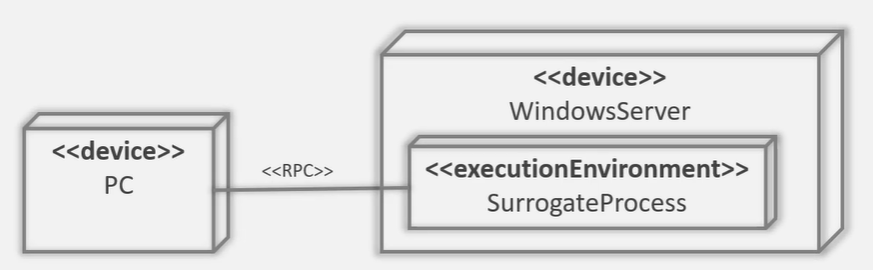 <<device>>
PC
<<RPC>>
<<device>>
WindowsServer
<<executionEnvironment>>
SurrogateProcess